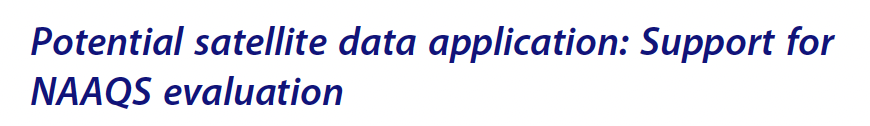 Potential satellite data application: Support for
NAAQS evaluation